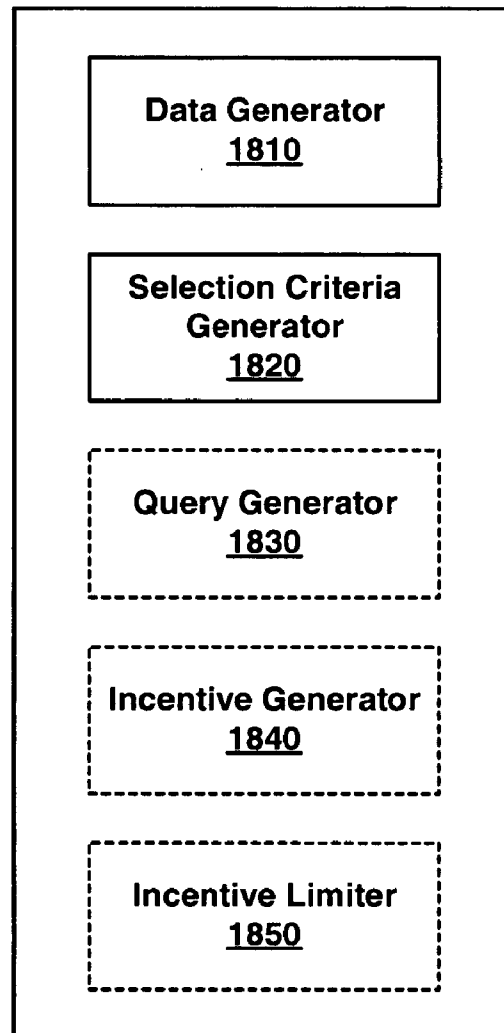 Data Generator
1810
Selection Criteria
Generator
1820
Query Generator
1830
Incentive Generator
1840
Incentive Limiter
1850